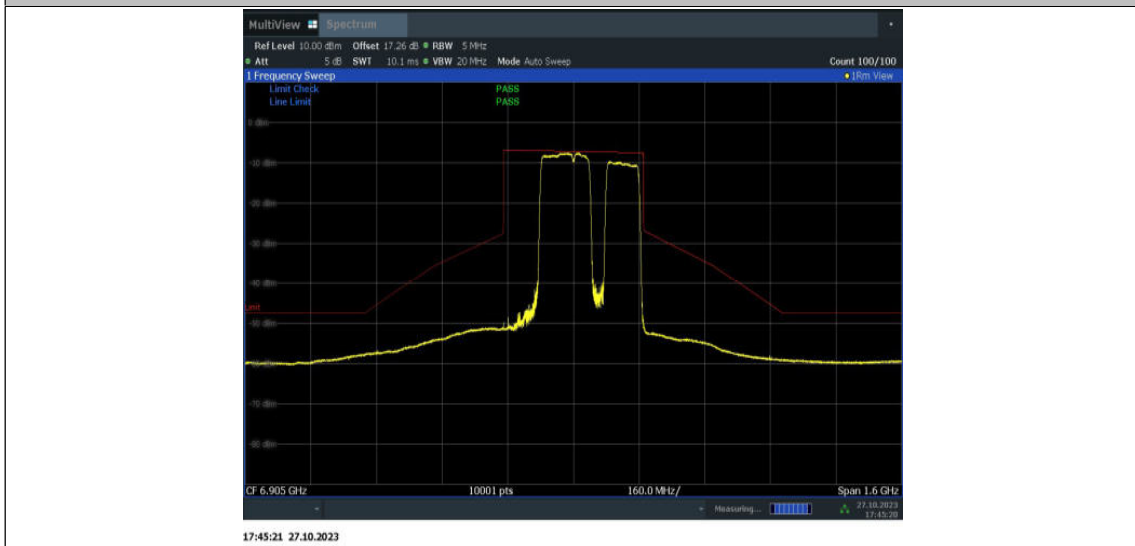 MultiView Spectrum
Ref Level 10.00 dBm Offset 17.26 dB RBW 5 MHz
Att 5 dB SWT 10.1 ms VBW 20 MHz Mode Auto Sweep Count 100/100
1 Frequency Sweep 1Rm View
Limit Check PASS
Line Limit PASS
0 dBm
-10 dBm
-20 dBm
-30 dBm
-40 dBm
-50 dBm
-60 dBm
-70 dBm
-80 dBm
CF 6.905 GHz 10001 pts 160.0 MHz/ Span 1.6 GHz
Measuring... 27.10.2023
17:45:20
17:45:21 27.10.2023